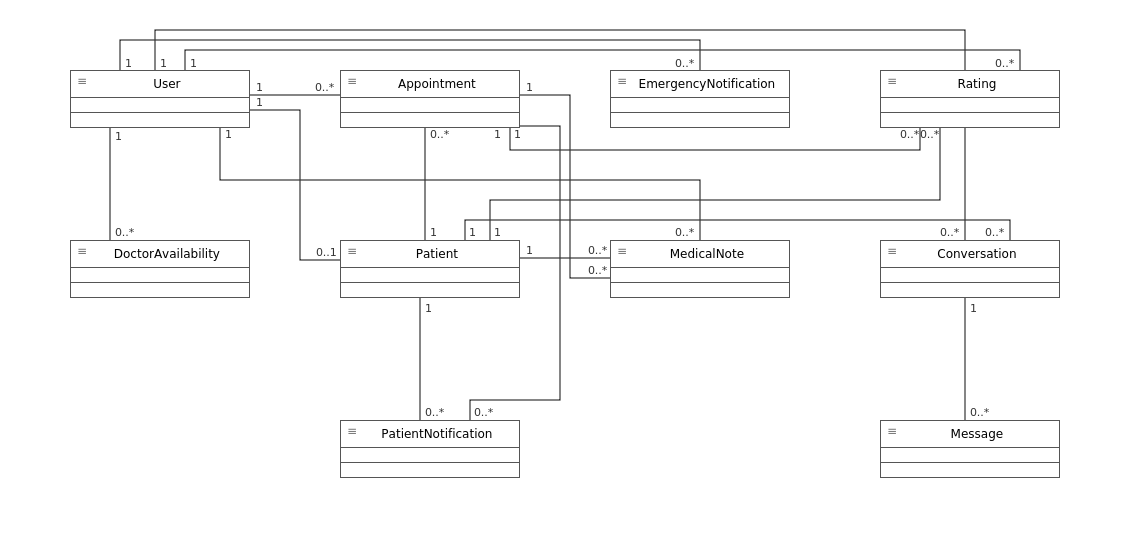 1 1 1 0..* 0..*
User Appointment EmergencyNotification Rating
1 0..* 1
1
1 1 0..* 1 1 0..* 0..*
0..* 1 1 1 0..* 0..* 0..*
DoctorAvailability 0..1 Patient 1 0..* MedicalNote Conversation
0..*
1 1
0..* 0..* 0..*
PatientNotification Message